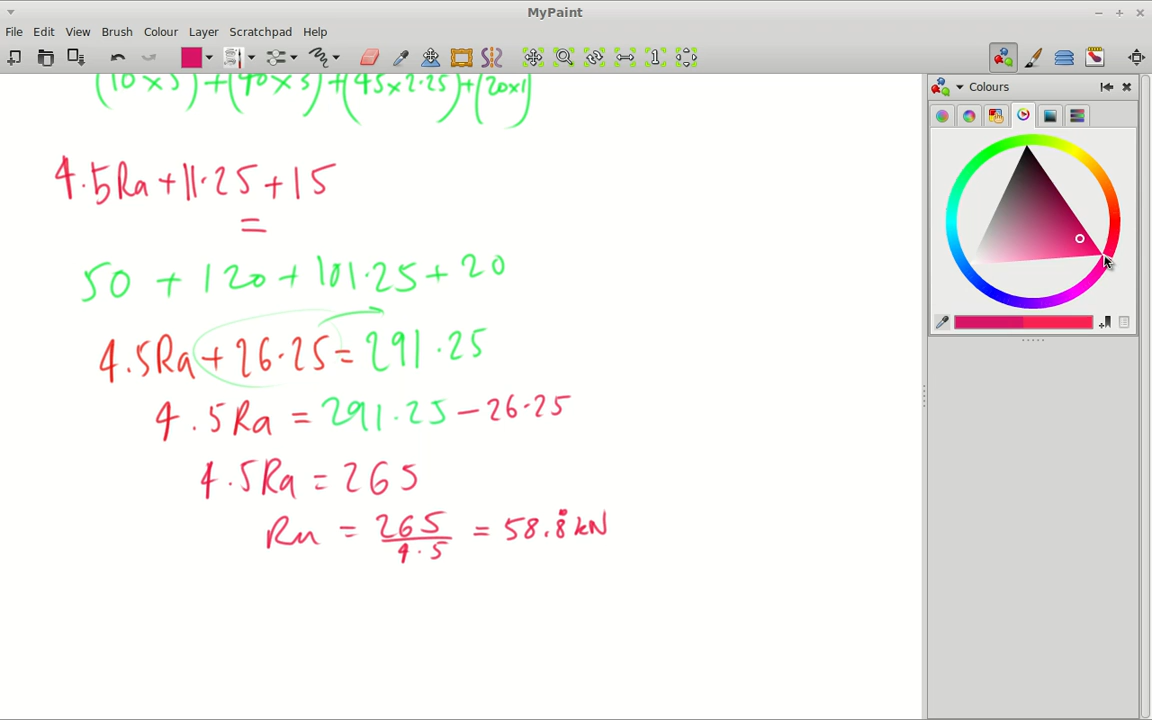 MyPaint
File Edit View Brush Colour Layer Scratchpad Help
Colours
(10 x 5) + (40 x 3) + (45 x 2.25) + (20x1)
4.5Ra + 11.25 + 15
=
50 + 120 + 101.25 + 20
4.5Ra + 26.25 = 291.25
4.5Ra = 291.25 - 26.25
4.5Ra = 265
Ra = 265/4.5 = 58.8̇ kN